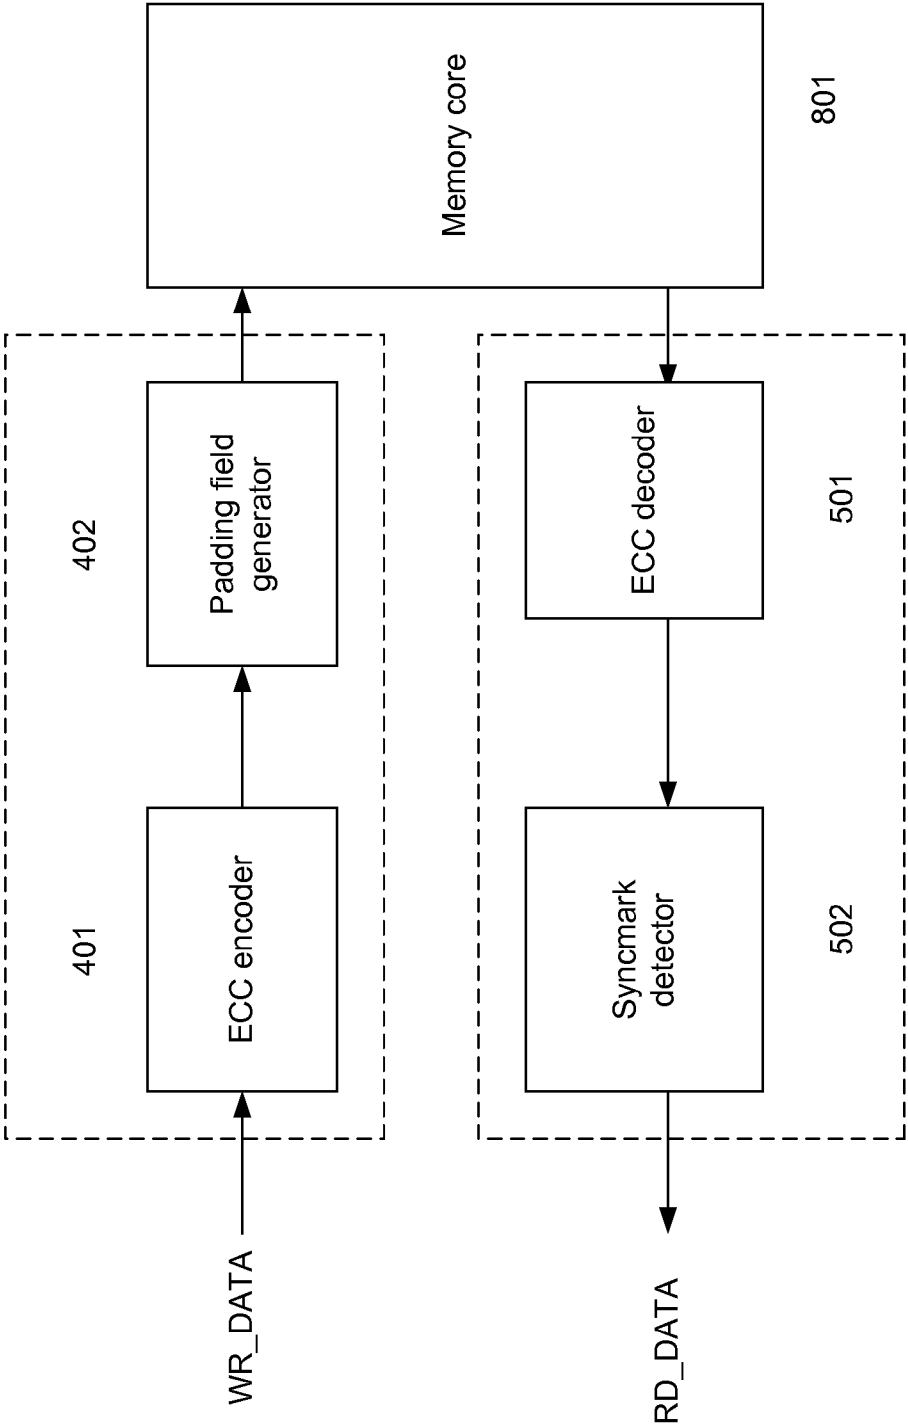 402
401
WR_DATA
ECC encoder
Padding field
generator
Memory core
801
RD_DATA
Syncmark
detector
ECC decoder
502
501